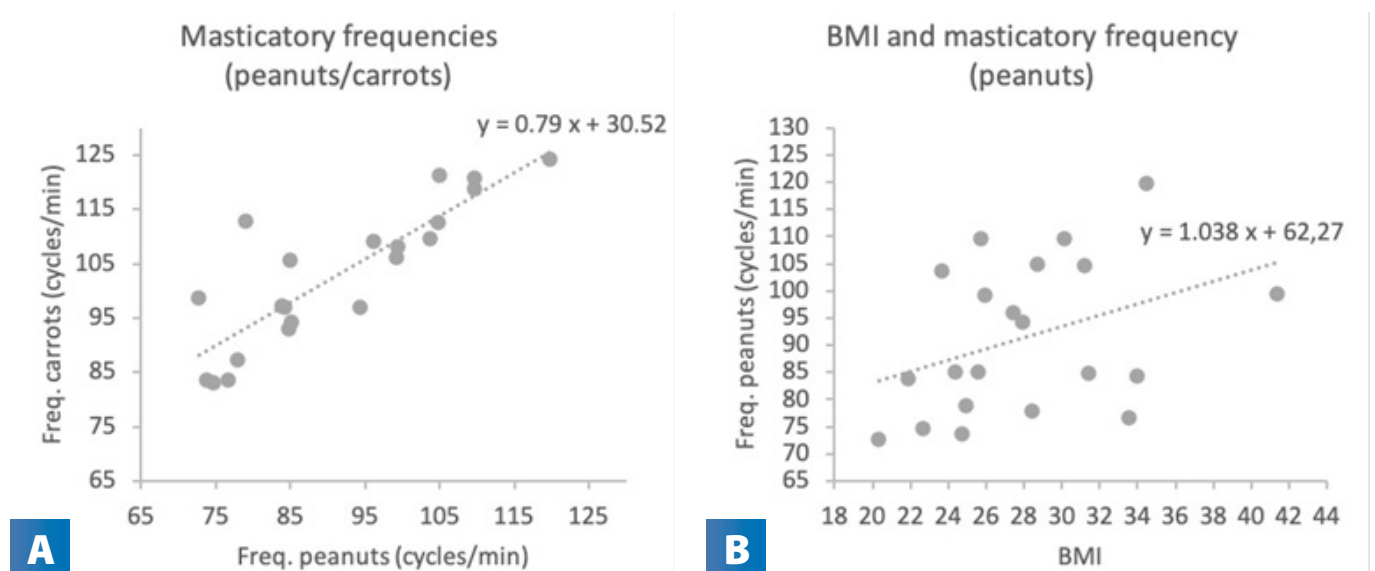 Masticatory frequencies
(peanuts/carrots)
y = 0.79 x + 30.52
Freq. carrots (cycles/min)
125
115
105
95
85
75
65
65 75 85 95 105 115 125
Freq. peanuts (cycles/min)
A
BMI and masticatory frequency
(peanuts)
y = 1.038 x + 62,27
Freq. peanuts (cycles/min)
130
125
120
115
110
105
100
95
90
85
80
75
70
65
18 20 22 24 26 28 30 32 34 36 38 40 42 44
BMI
B